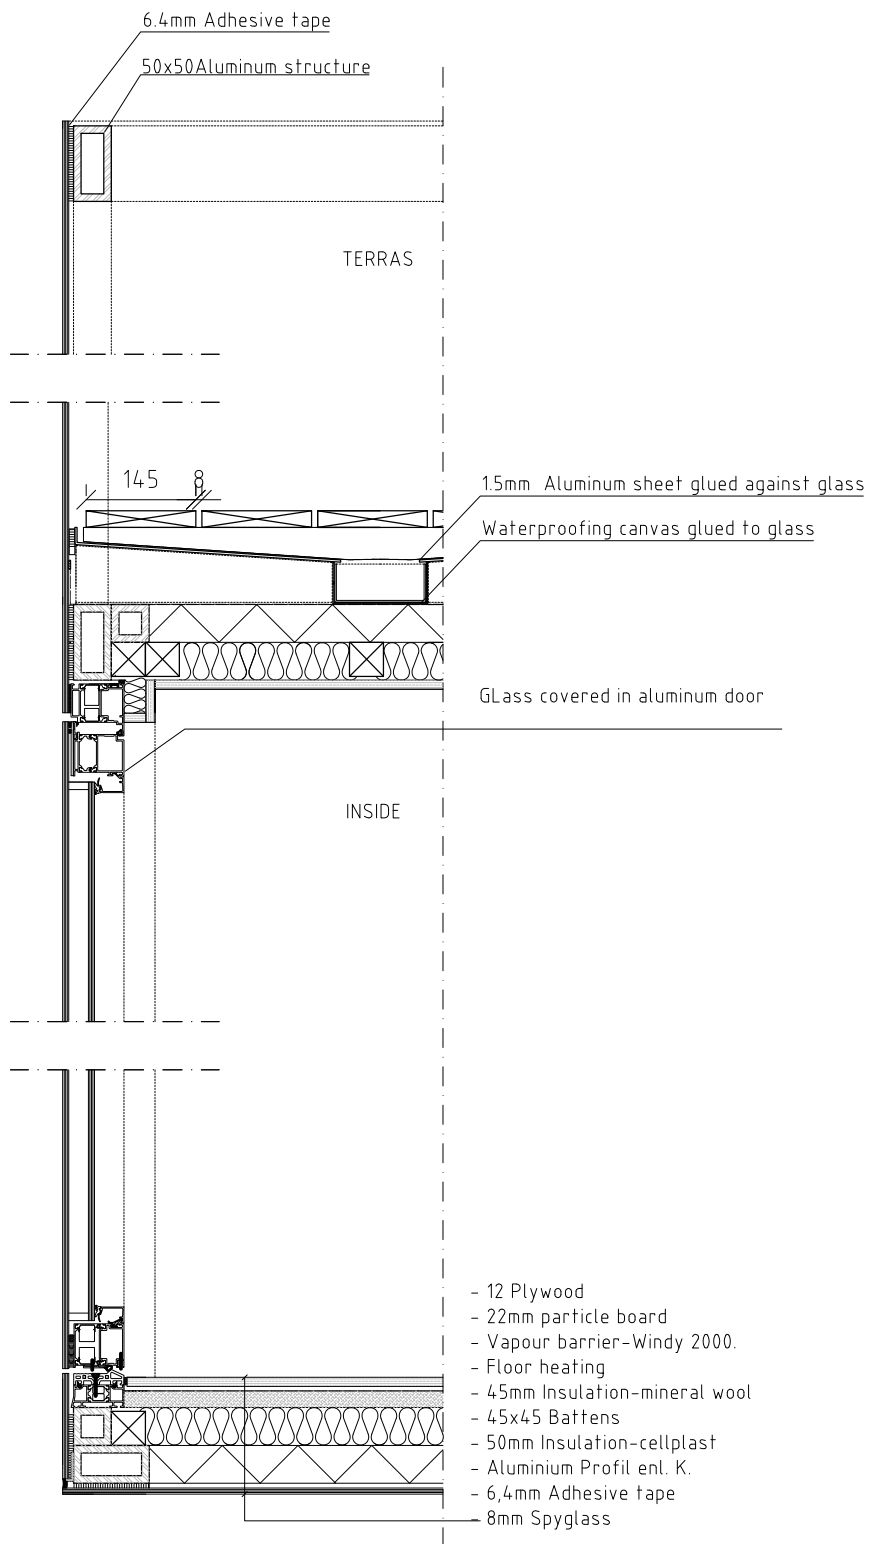 6.4mm Adhesive tape
50x50Aluminum structure
TERRAS
145 8
1.5mm Aluminum sheet glued against glass
Waterproofing canvas glued to glass
GLass covered in aluminum door
INSIDE
- 12 Plywood
- 22mm particle board
- Vapour barrier-Windy 2000.
- Floor heating
- 45mm Insulation-mineral wool
- 45x45 Battens
- 50mm Insulation-cellplast
- Aluminium Profil enl. K.
- 6,4mm Adhesive tape
- 8mm Spyglass